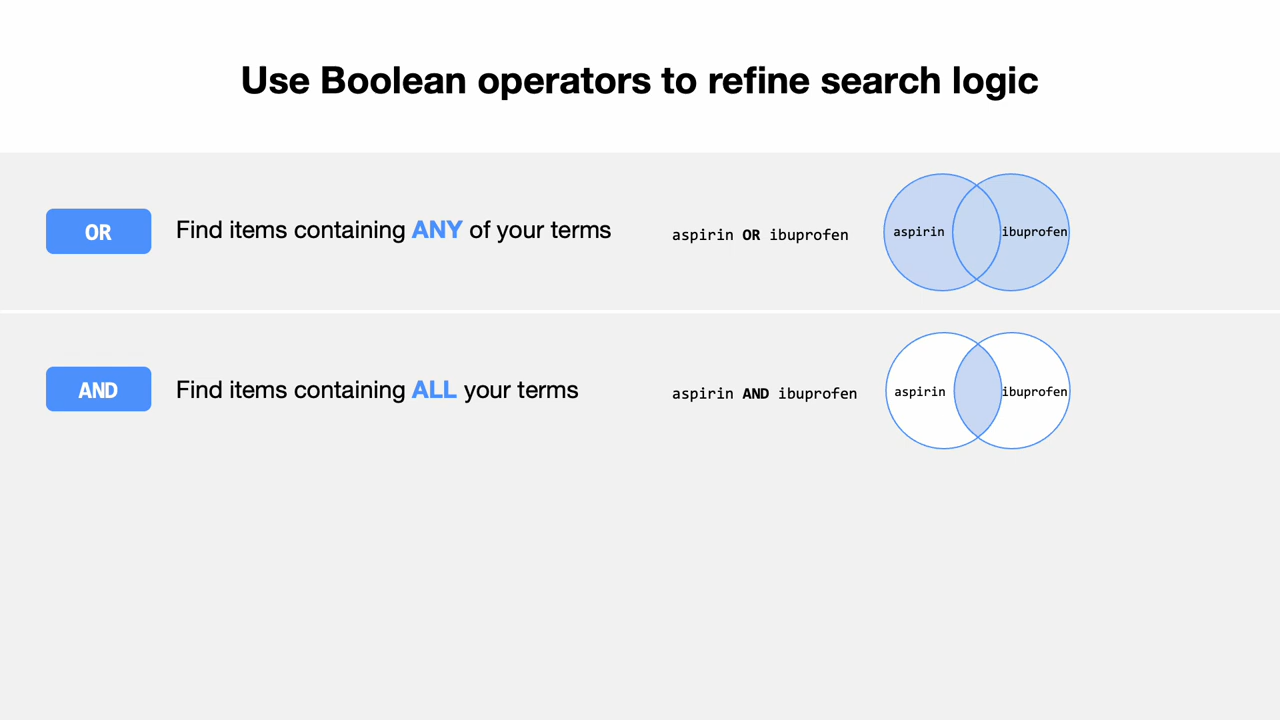 Use Boolean operators to refine search logic
OR
Find items containing ANY of your terms
aspirin OR ibuprofen
aspirin
ibuprofen
AND
Find items containing ALL your terms
aspirin AND ibuprofen
aspirin
ibuprofen